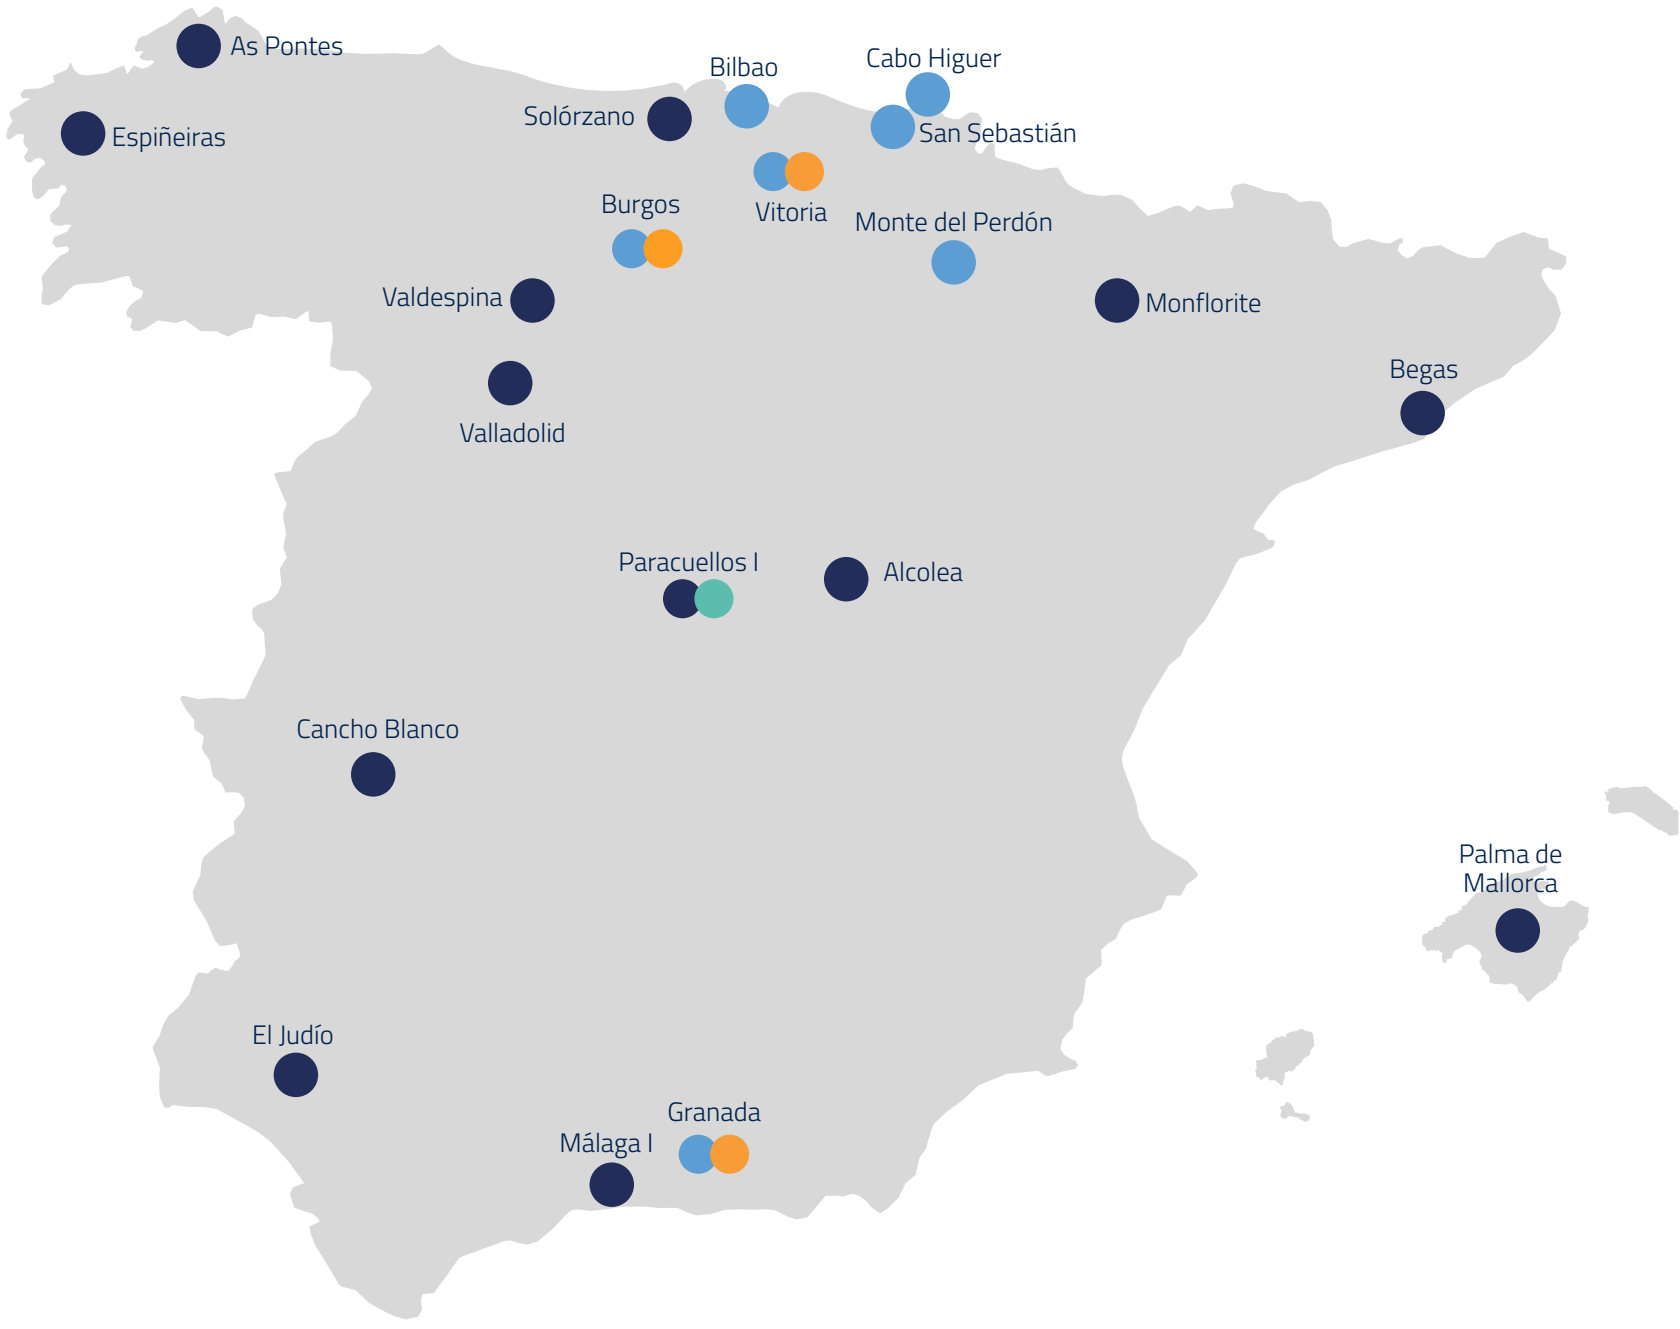 As Pontes
Cabo Higuer
Bilbao
Solórzano
San Sebastián
Espiñeiras
Burgos
Vitoria
Monte del Perdón
Valdespina
Monflorite
Begas
Valladolid
Paracuellos I
Alcolea
Cancho Blanco
Palma de
Mallorca
El Judío
Granada
Málaga I